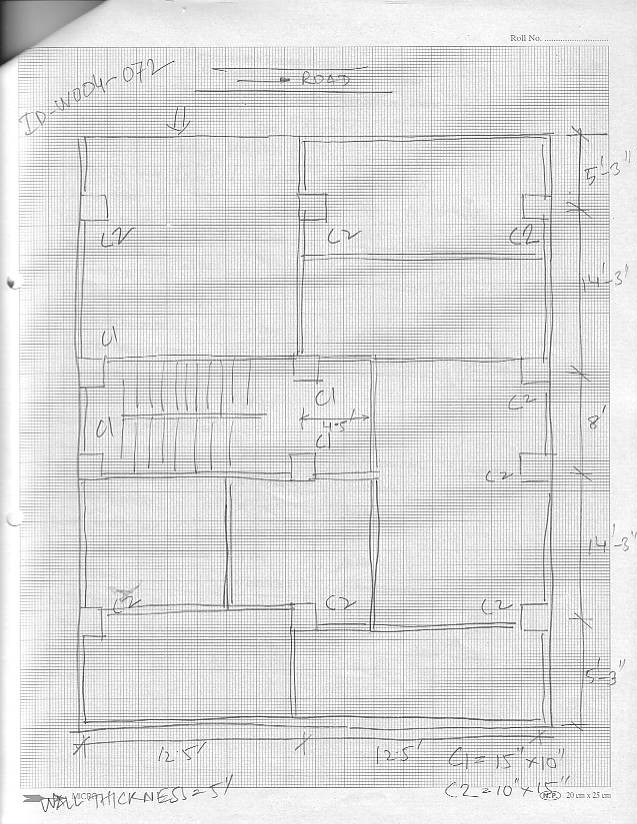 Roll No. ........................
ID-W004-072
ROAD
5'-3"
C2 C2 C2
14'-3'
C1
C1
C2
4.5'
C1
C1
8'
C2
14'-3"
C2 C2 C2
5'-3"
12.5' 12.5'
C1 = 15" x 10"
C2 = 10" x 15"
WALL THICKNESS = 5'
20 cm x 25 cm